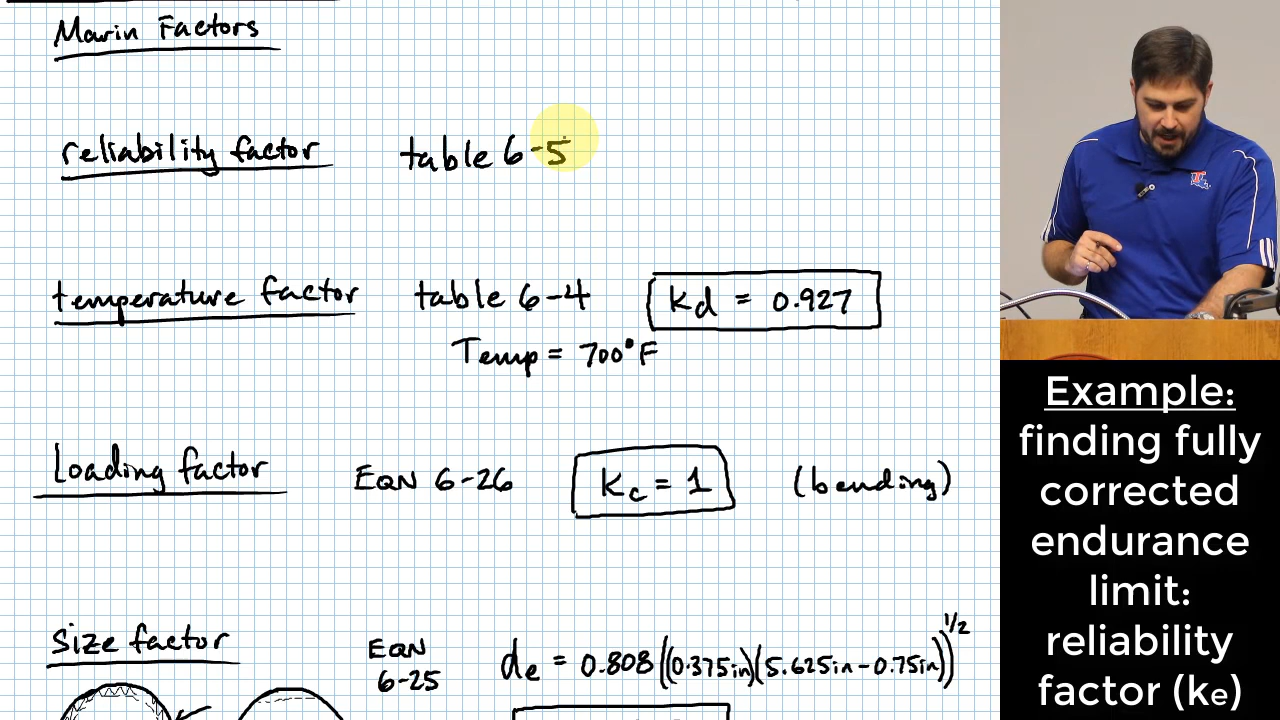 Marin Factors
reliability factor table 6-5
temperature factor table 6-4 kd = 0.927
Temp = 700°F
Loading factor EQN 6-26 Kc = 1 (bending)
Size factor EQN 6-25 de = 0.808((0.375in)(5.625in-0.75in))^1/2
Example:
finding fully
corrected
endurance
limit:
reliability
factor (ke)